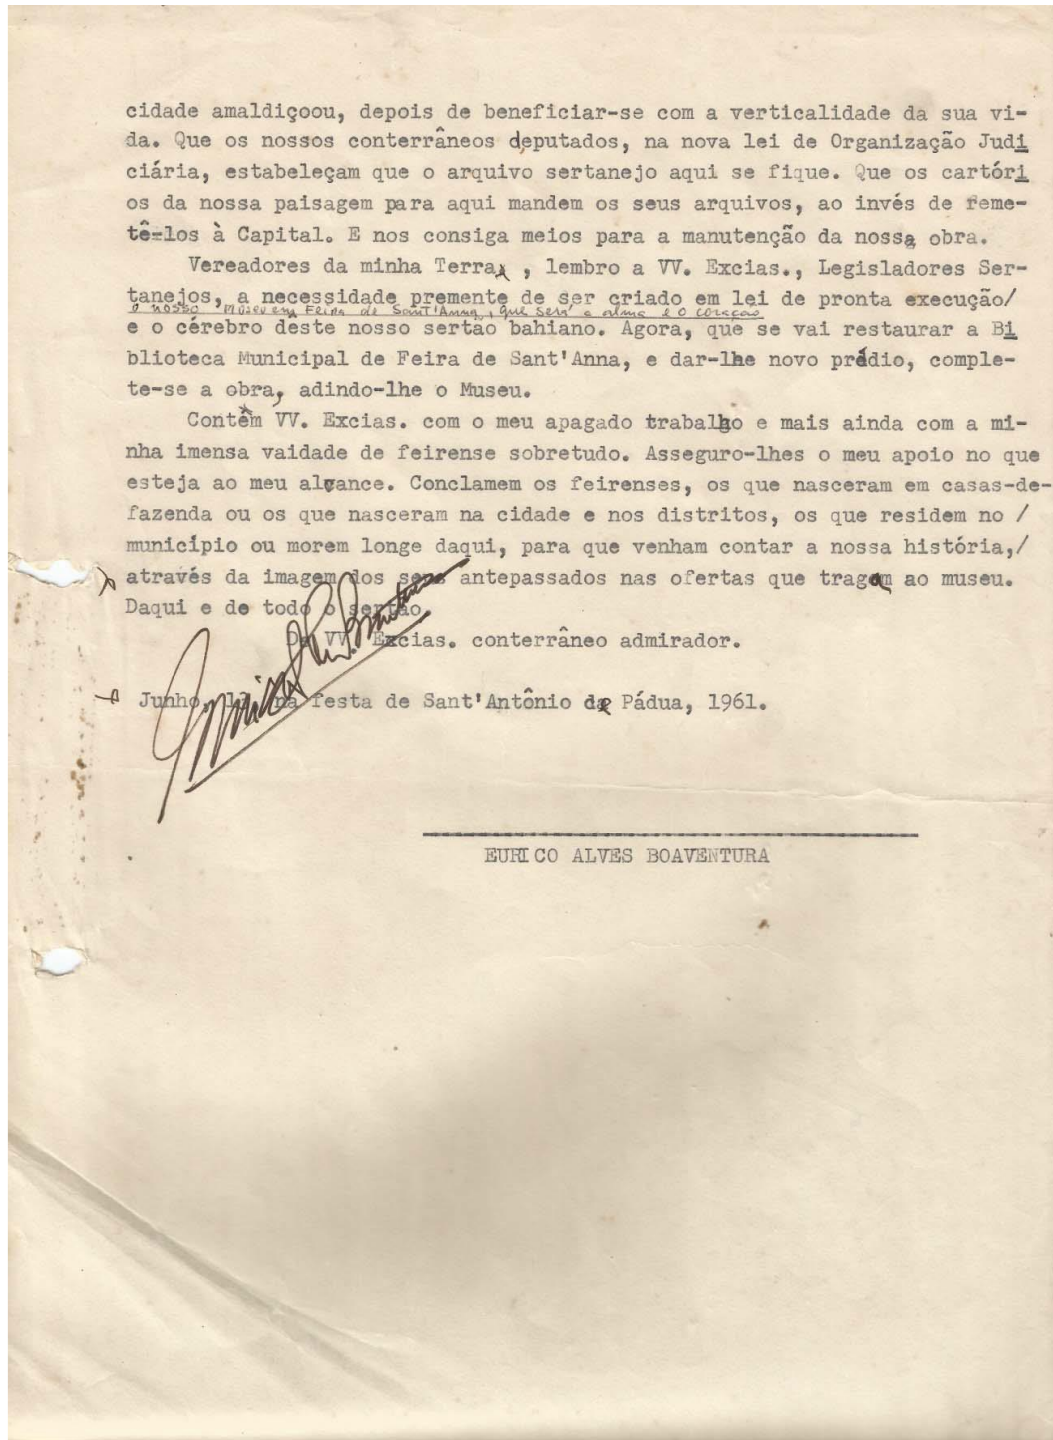 cidade amaldiçoou, depois de beneficiar-se com a verticalidade da sua vi-
da. Que os nossos conterrâneos deputados, na nova lei de Organização Judi
ciária, estabeleçam que o arquivo sertanejo aqui se fique. Que os cartóri
os da nossa paisagem para aqui mandem os seus arquivos, ao invés de reme-
tê-los à Capital. E nos consiga meios para a manutenção da nossa obra.
Vereadores da minha Terra, lembro a VV. Excias., Legisladores Ser-
tanejos, a necessidade premente de ser criado em lei de pronta execução/
o nosso Museu em Feira de Sant'Anna, que será a alma e o coração
e o cérebro deste nosso sertão bahiano. Agora, que se vai restaurar a Bi
blioteca Municipal de Feira de Sant'Anna, e dar-lhe novo prédio, comple-
te-se a obra, adindo-lhe o Museu.
Contêm VV. Excias. com o meu apagado trabalho e mais ainda com a mi-
nha imensa vaidade de feirense sobretudo. Asseguro-lhes o meu apoio no que
esteja ao meu alcance. Conclamem os feirenses, os que nasceram em casas-de-
fazenda ou os que nasceram na cidade e nos distritos, os que residem no /
município ou morem longe daqui, para que venham contar a nossa história,/
através da imagem dos seus antepassados nas ofertas que tragam ao museu.
Daqui e de todo o sertão
De VV. Excias. conterrâneo admirador.
Junho, na festa de Sant'Antônio de Pádua, 1961.
EURICO ALVES BOAVENTURA